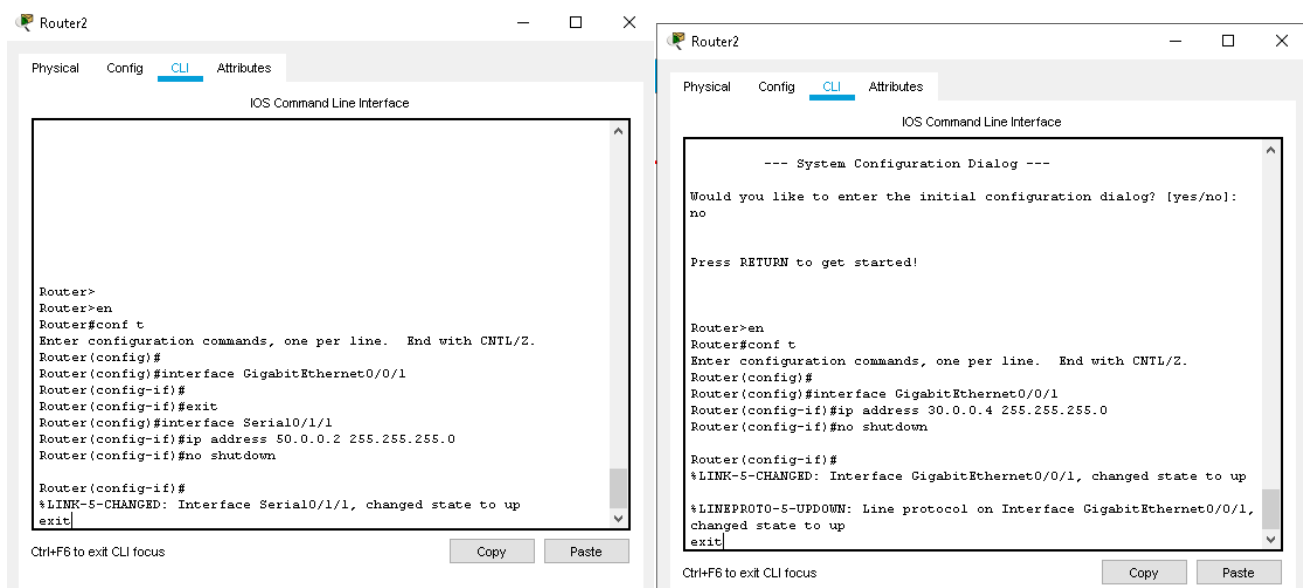 Router2
Physical Config CLI Attributes
IOS Command Line Interface
Router>
Router>en
Router#conf t
Enter configuration commands, one per line.  End with CNTL/Z.
Router(config)#
Router(config)#interface GigabitEthernet0/0/1
Router(config-if)#
Router(config-if)#exit
Router(config)#interface Serial0/1/1
Router(config-if)#ip address 50.0.0.2 255.255.255.0
Router(config-if)#no shutdown
Router(config-if)#
%LINK-5-CHANGED: Interface Serial0/1/1, changed state to up
exit
Ctrl+F6 to exit CLI focus
Copy
Paste
Router2
Physical Config CLI Attributes
IOS Command Line Interface
--- System Configuration Dialog ---
Would you like to enter the initial configuration dialog? [yes/no]:
no
Press RETURN to get started!
Router>en
Router#conf t
Enter configuration commands, one per line.  End with CNTL/Z.
Router(config)#
Router(config)#interface GigabitEthernet0/0/1
Router(config-if)#ip address 30.0.0.4 255.255.255.0
Router(config-if)#no shutdown
Router(config-if)#
%LINK-5-CHANGED: Interface GigabitEthernet0/0/1, changed state to up
%LINEPROTO-5-UPDOWN: Line protocol on Interface GigabitEthernet0/0/1,
changed state to up
exit
Ctrl+F6 to exit CLI focus
Copy
Paste